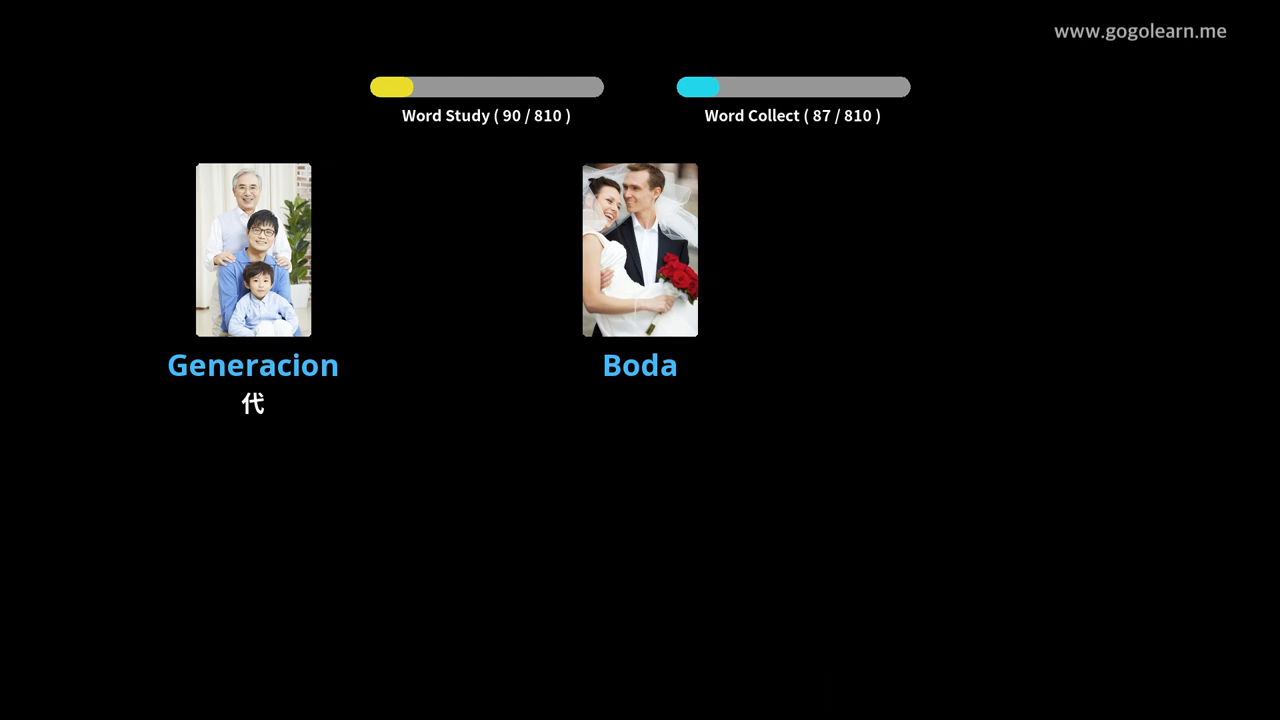 www.gogolearn.me
Word Study ( 90 / 810 )
Word Collect ( 87 / 810 )
Generacion
代
Boda